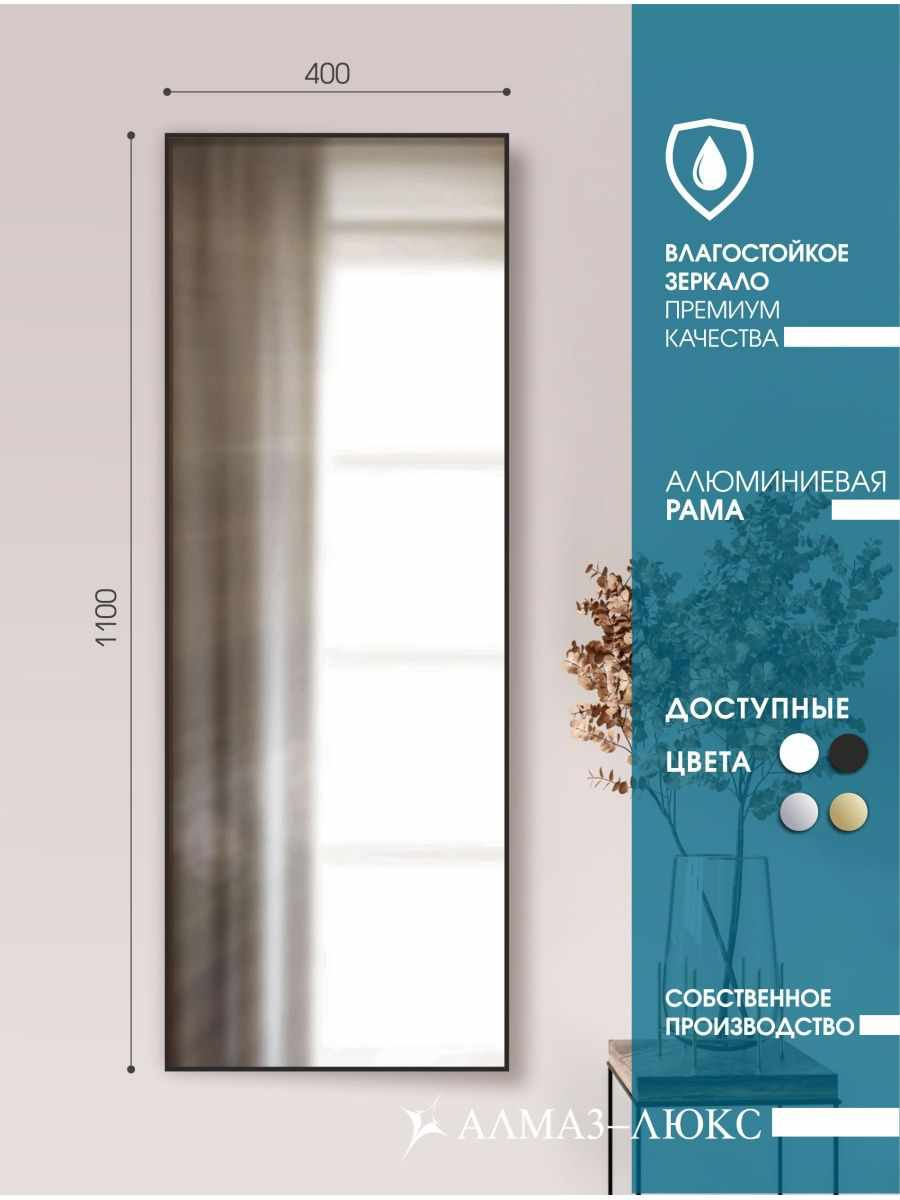 400
1100
ВЛАГОСТОЙКОЕ
ЗЕРКАЛО
ПРЕМИУМ
КАЧЕСТВА
АЛЮМИНИЕВАЯ
РАМА
ДОСТУПНЫЕ
ЦВЕТА
СОБСТВЕННОЕ
ПРОИЗВОДСТВО
АЛМАЗ–ЛЮКС